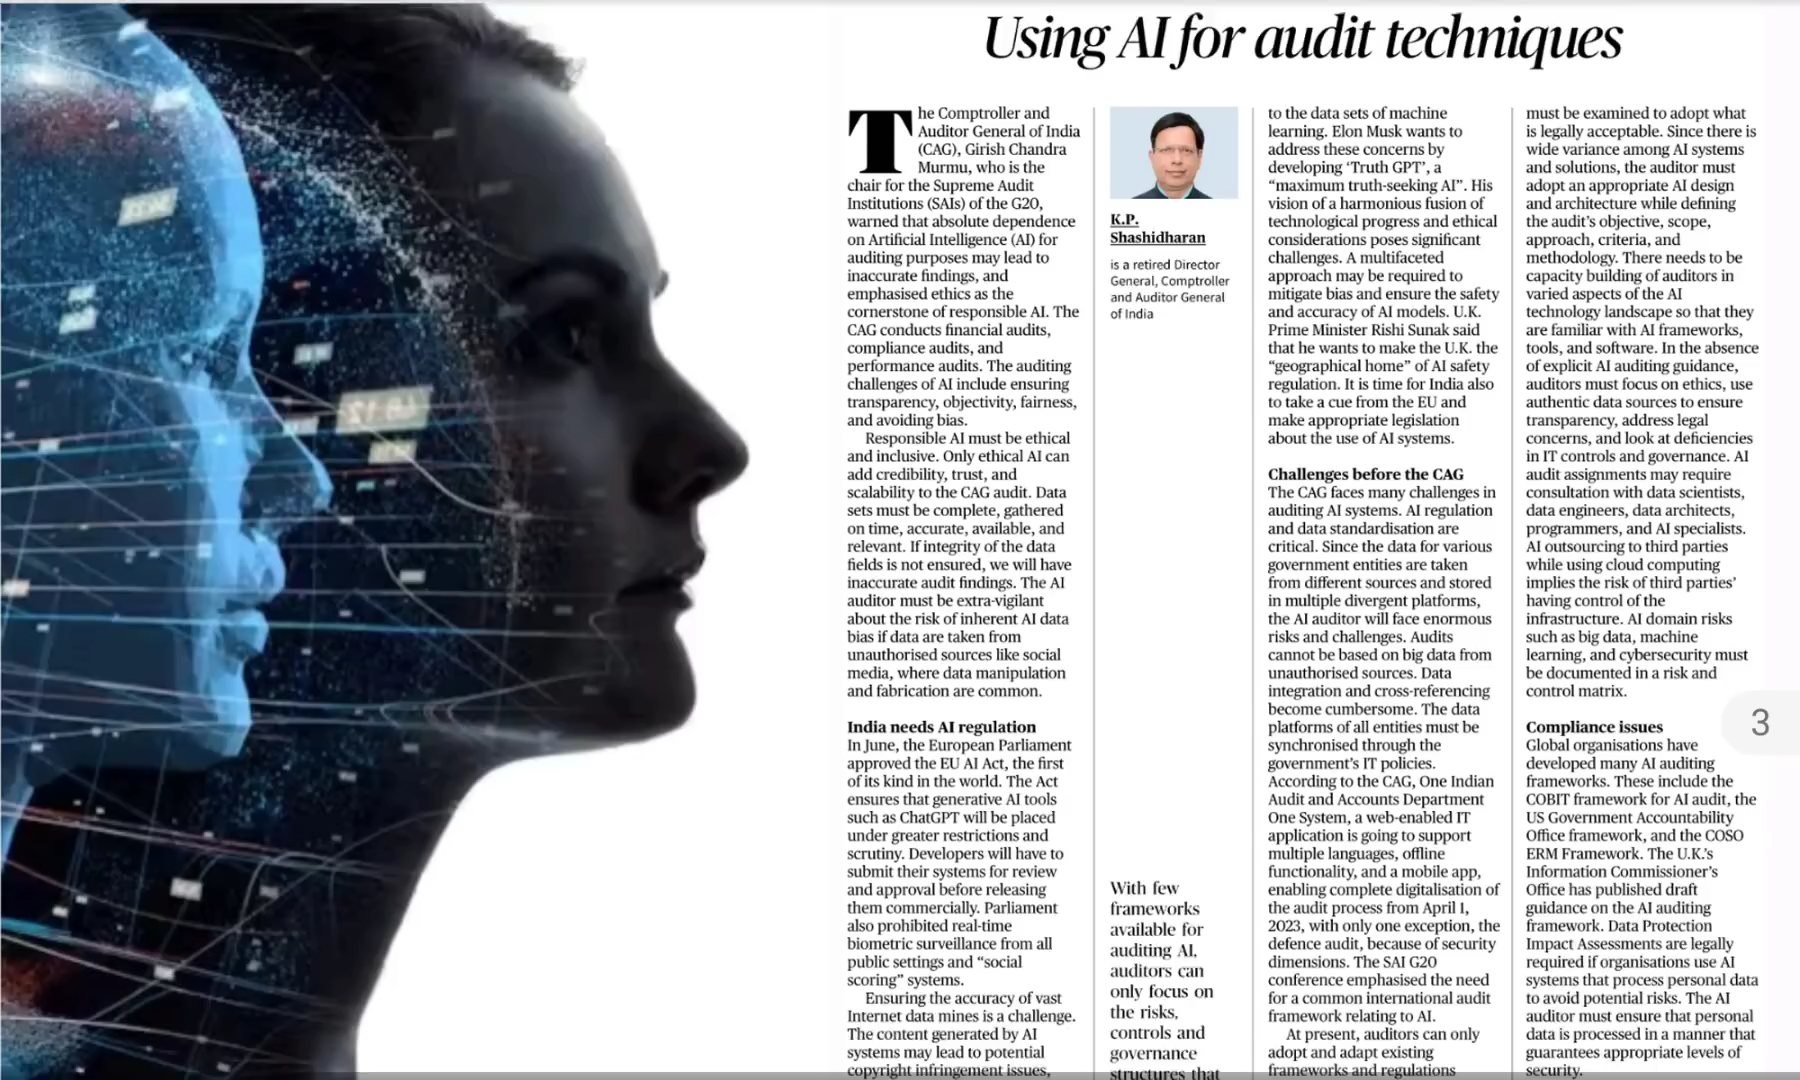 Using AI for audit techniques
The Comptroller and
Auditor General of India
(CAG), Girish Chandra
Murmu, who is the
chair for the Supreme Audit
Institutions (SAIs) of the G20,
warned that absolute dependence
on Artificial Intelligence (AI) for
auditing purposes may lead to
inaccurate findings, and
emphasised ethics as the
cornerstone of responsible AI. The
CAG conducts financial audits,
compliance audits, and
performance audits. The auditing
challenges of AI include ensuring
transparency, objectivity, fairness,
and avoiding bias.
Responsible AI must be ethical
and inclusive. Only ethical AI can
add credibility, trust, and
scalability to the CAG audit. Data
sets must be complete, gathered
on time, accurate, available, and
relevant. If integrity of the data
fields is not ensured, we will have
inaccurate audit findings. The AI
auditor must be extra-vigilant
about the risk of inherent AI data
bias if data are taken from
unauthorised sources like social
media, where data manipulation
and fabrication are common.
India needs AI regulation
In June, the European Parliament
approved the EU AI Act, the first
of its kind in the world. The Act
ensures that generative AI tools
such as ChatGPT will be placed
under greater restrictions and
scrutiny. Developers will have to
submit their systems for review
and approval before releasing
them commercially. Parliament
also prohibited real-time
biometric surveillance from all
public settings and “social
scoring” systems.
Ensuring the accuracy of vast
Internet data mines is a challenge.
The content generated by AI
systems may lead to potential
copyright infringement issues,
K.P.
Shashidharan
is a retired Director
General, Comptroller
and Auditor General
of India
With few
frameworks
available for
auditing AI,
auditors can
only focus on
the risks,
controls and
governance
structures that
to the data sets of machine
learning. Elon Musk wants to
address these concerns by
developing ‘Truth GPT’, a
“maximum truth-seeking AI”. His
vision of a harmonious fusion of
technological progress and ethical
considerations poses significant
challenges. A multifaceted
approach may be required to
mitigate bias and ensure the safety
and accuracy of AI models. U.K.
Prime Minister Rishi Sunak said
that he wants to make the U.K. the
“geographical home” of AI safety
regulation. It is time for India also
to take a cue from the EU and
make appropriate legislation
about the use of AI systems.
Challenges before the CAG
The CAG faces many challenges in
auditing AI systems. AI regulation
and data standardisation are
critical. Since the data for various
government entities are taken
from different sources and stored
in multiple divergent platforms,
the AI auditor will face enormous
risks and challenges. Audits
cannot be based on big data from
unauthorised sources. Data
integration and cross-referencing
become cumbersome. The data
platforms of all entities must be
synchronised through the
government’s IT policies.
According to the CAG, One Indian
Audit and Accounts Department
One System, a web-enabled IT
application is going to support
multiple languages, offline
functionality, and a mobile app,
enabling complete digitalisation of
the audit process from April 1,
2023, with only one exception, the
defence audit, because of security
dimensions. The SAI G20
conference emphasised the need
for a common international audit
framework relating to AI.
At present, auditors can only
adopt and adapt existing
frameworks and regulations
must be examined to adopt what
is legally acceptable. Since there is
wide variance among AI systems
and solutions, the auditor must
adopt an appropriate AI design
and architecture while defining
the audit’s objective, scope,
approach, criteria, and
methodology. There needs to be
capacity building of auditors in
varied aspects of the AI
technology landscape so that they
are familiar with AI frameworks,
tools, and software. In the absence
of explicit AI auditing guidance,
auditors must focus on ethics, use
authentic data sources to ensure
transparency, address legal
concerns, and look at deficiencies
in IT controls and governance. AI
audit assignments may require
consultation with data scientists,
data engineers, data architects,
programmers, and AI specialists.
AI outsourcing to third parties
while using cloud computing
implies the risk of third parties’
having control of the
infrastructure. AI domain risks
such as big data, machine
learning, and cybersecurity must
be documented in a risk and
control matrix.
Compliance issues
Global organisations have
developed many AI auditing
frameworks. These include the
COBIT framework for AI audit, the
US Government Accountability
Office framework, and the COSO
ERM Framework. The U.K.’s
Information Commissioner’s
Office has published draft
guidance on the AI auditing
framework. Data Protection
Impact Assessments are legally
required if organisations use AI
systems that process personal data
to avoid potential risks. The AI
auditor must ensure that personal
data is processed in a manner that
guarantees appropriate levels of
security.
3